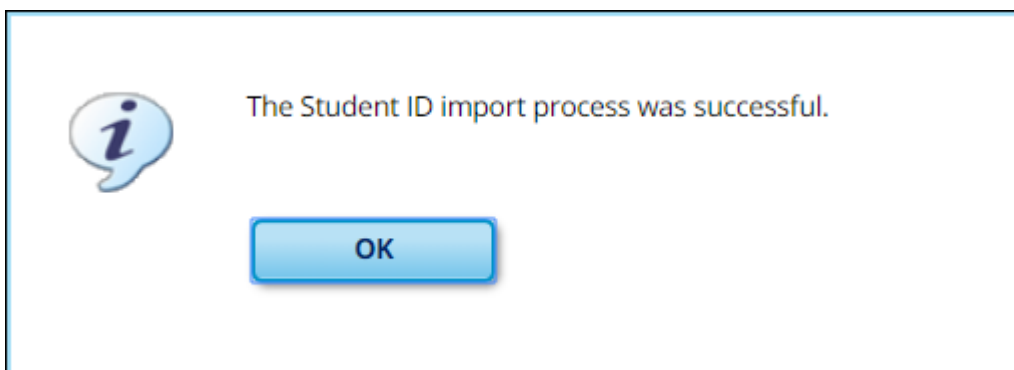 The Student ID import process was successful.
OK